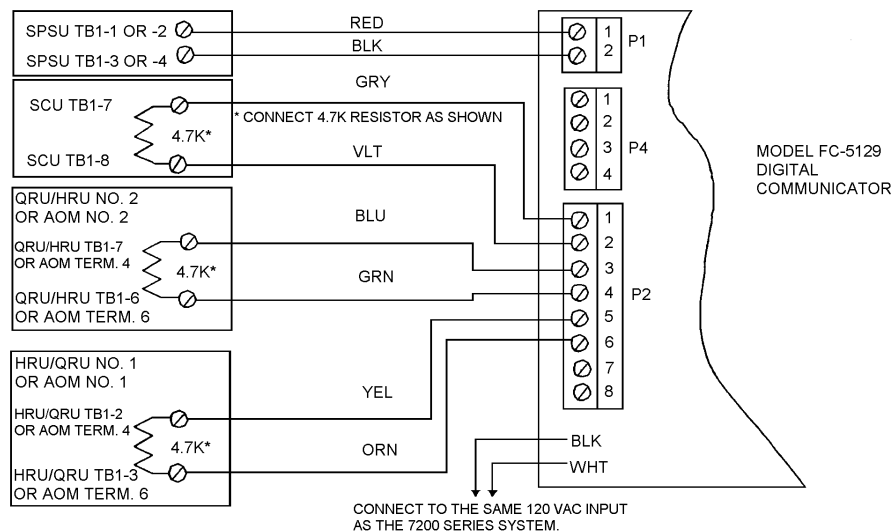 SPSU TB1-1 OR -2
SPSU TB1-3 OR -4
RED
BLK
1
2
P1
SCU TB1-7
4.7K*
SCU TB1-8
GRY
* CONNECT 4.7K RESISTOR AS SHOWN
VLT
1
2
3
4
P4
MODEL FC-5129
DIGITAL
COMMUNICATOR
QRU/HRU NO. 2
OR AOM NO. 2
QRU/HRU TB1-7
OR AOM TERM. 4
4.7K*
QRU/HRU TB1-6
OR AOM TERM. 6
BLU
GRN
1
2
3
4
5
6
7
8
P2
HRU/QRU NO. 1
OR AOM NO. 1
HRU/QRU TB1-2
OR AOM TERM. 4
4.7K*
HRU/QRU TB1-3
OR AOM TERM. 6
YEL
ORN
BLK
WHT
CONNECT TO THE SAME 120 VAC INPUT
AS THE 7200 SERIES SYSTEM.